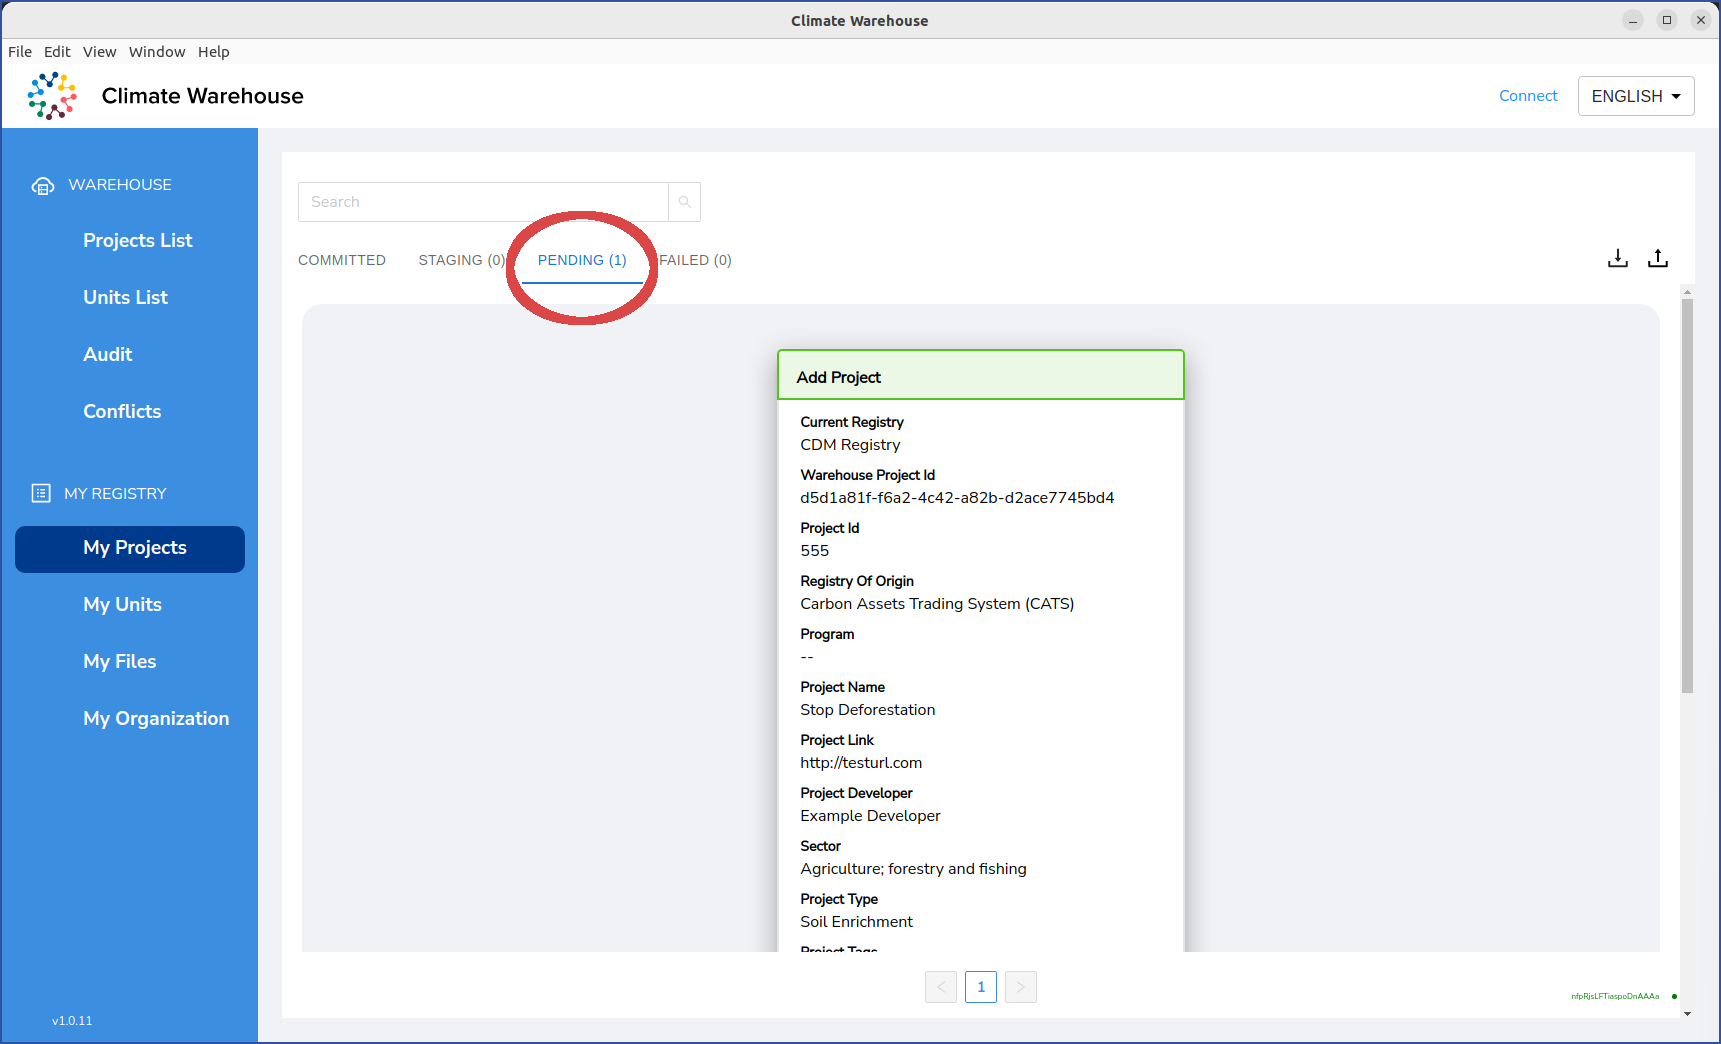 Climate Warehouse
File Edit View Window Help
Climate Warehouse
Connect
ENGLISH
WAREHOUSE
Projects List
Units List
Audit
Conflicts
MY REGISTRY
My Projects
My Units
My Files
My Organization
v1.0.11
Search
COMMITTED STAGING (0) PENDING (1) FAILED (0)
Add Project
Current Registry
CDM Registry
Warehouse Project Id
d5d1a81f-f6a2-4c42-a82b-d2ace7745bd4
Project Id
555
Registry Of Origin
Carbon Assets Trading System (CATS)
Program
--
Project Name
Stop Deforestation
Project Link
http://testurl.com
Project Developer
Example Developer
Sector
Agriculture; forestry and fishing
Project Type
Soil Enrichment
Project Tags
< 1 >
nfpRjsLFTiaspoDnAAAa